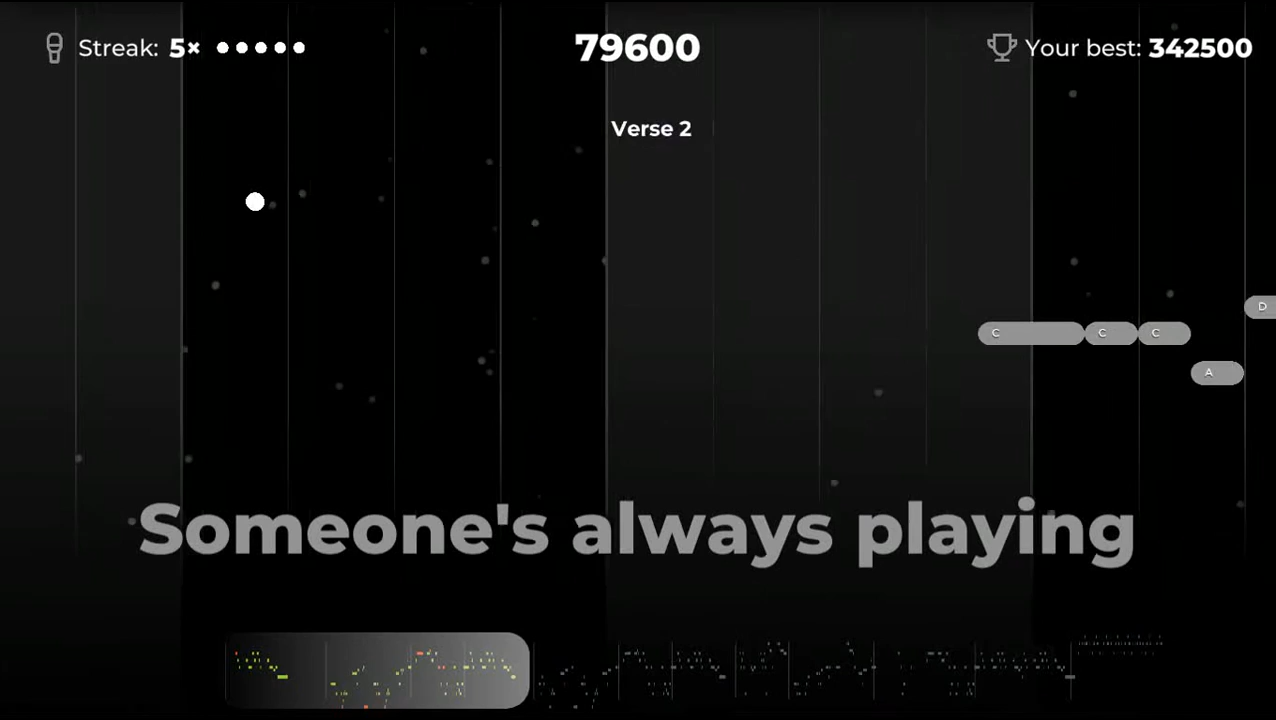 Streak: 5× 79600 Your best: 342500
Verse 2
D
C C C
A
Someone's always playing